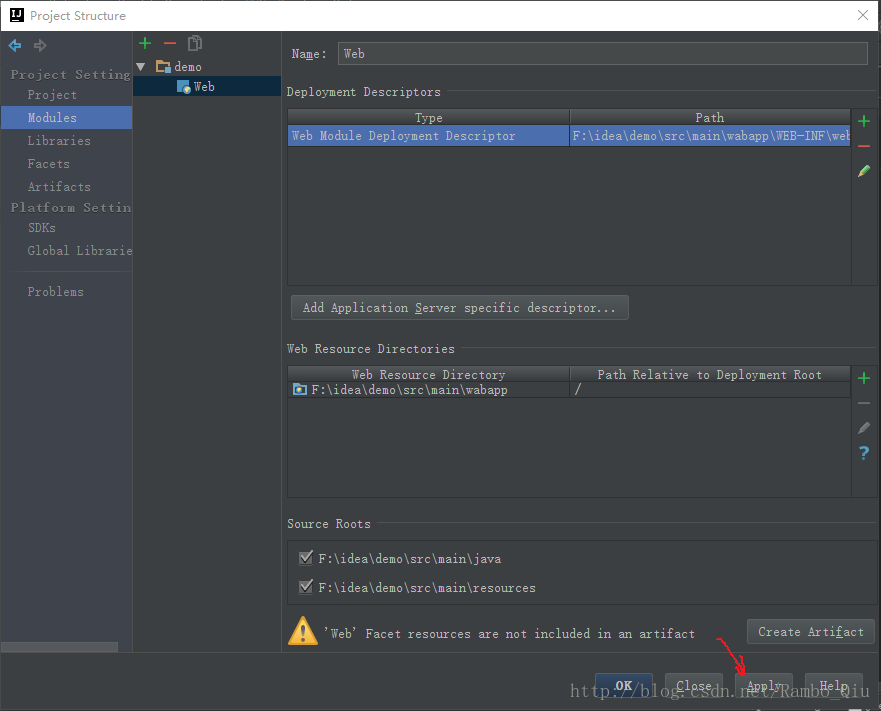 Project Structure
Project Setting
Project
Modules
Libraries
Facets
Artifacts
Platform Settin
SDKs
Global Librarie
Problems
demo
Web
Name: Web
Deployment Descriptors
Type Path
Web Module Deployment Descriptor F:\idea\demo\src\main\wabapp\WEB-INF\web
Add Application Server specific descriptor...
Web Resource Directories
Web Resource Directory Path Relative to Deployment Root
F:\idea\demo\src\main\wabapp /
Source Roots
F:\idea\demo\src\main\java
F:\idea\demo\src\main\resources
'Web' Facet resources are not included in an artifact
Create Artifact
OK Close Apply Help
http://blog.csdn.net/Rambo_Qiu